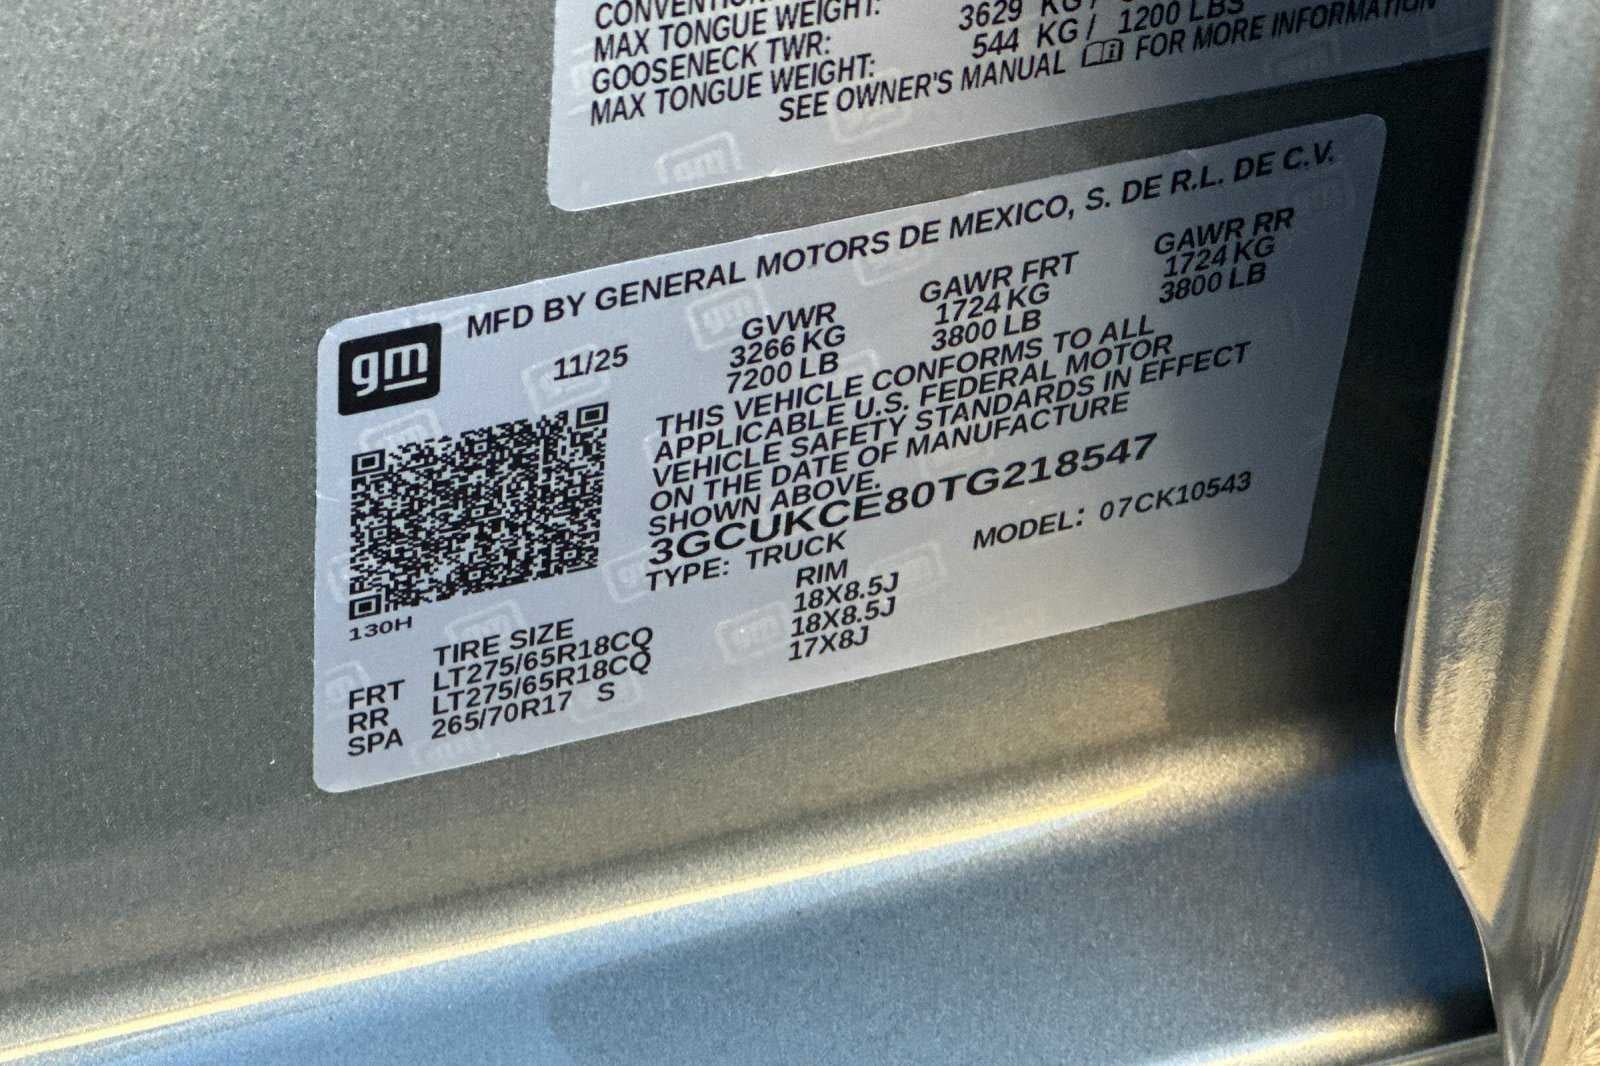 MAX TONGUE WEIGHT: 3629 KG /
GOOSENECK TWR: 544 KG / 1200 LBS
MAX TONGUE WEIGHT:
SEE OWNER'S MANUAL FOR MORE INFORMATION
MFD BY GENERAL MOTORS DE MEXICO, S. DE R.L. DE C.V.
gm
11/25
GVWR GAWR FRT GAWR RR
3266 KG 1724 KG 1724 KG
7200 LB 3800 LB 3800 LB
THIS VEHICLE CONFORMS TO ALL
APPLICABLE U.S. FEDERAL MOTOR
VEHICLE SAFETY STANDARDS IN EFFECT
ON THE DATE OF MANUFACTURE
SHOWN ABOVE.
3GCUKCE80TG218547
TYPE: TRUCK MODEL: 07CK10543
130H
TIRE SIZE RIM
FRT LT275/65R18CQ 18X8.5J
RR LT275/65R18CQ 18X8.5J
SPA 265/70R17 S 17X8J